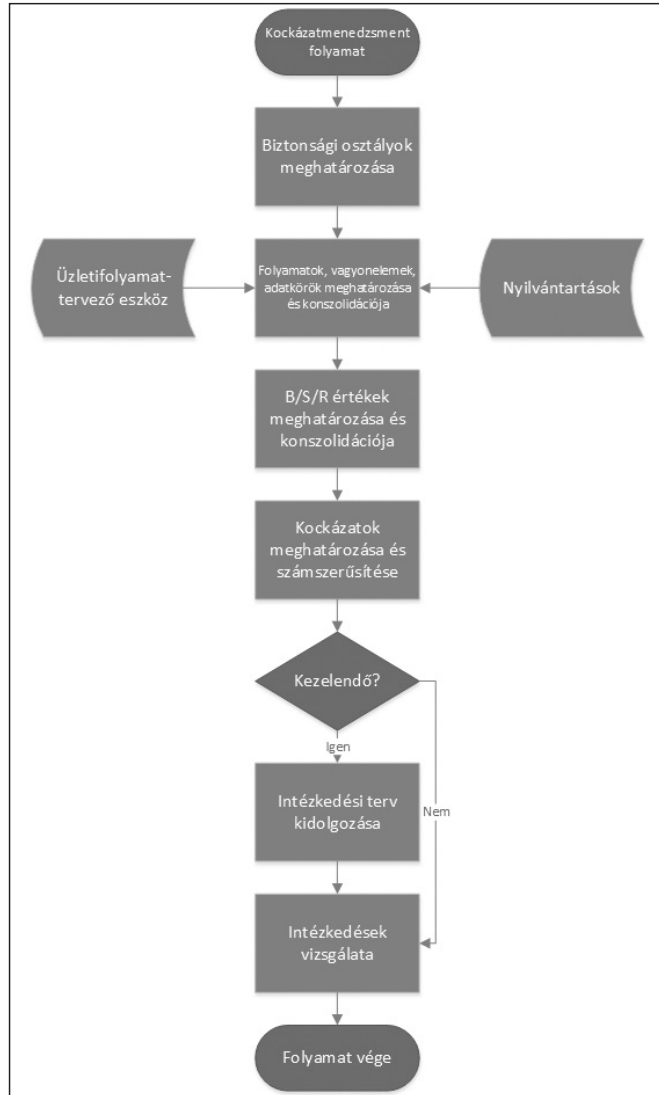 Kockázatmenedzsment
folyamat
Biztonsági osztályok
meghatározása
Üzletifolyamat-
tervező eszköz
Folyamatok, vagyonelemek,
adatkörök meghatározása
és konszolidációja
Nyilvántartások
B/S/R értékek
meghatározása és
konszolidációja
Kockázatok
meghatározása és
számszerűsítése
Kezelendő?
Igen
Intézkedési terv
kidolgozása
Nem
Intézkedések
vizsgálata
Folyamat vége